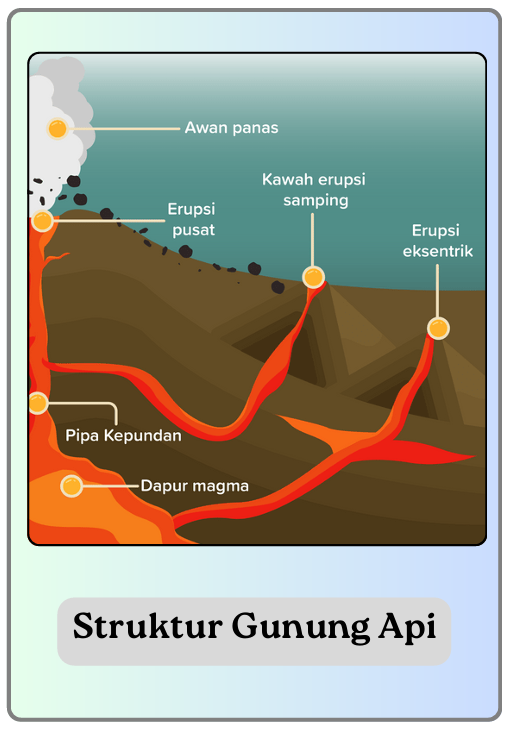 Awan panas
Kawah erupsi
samping
Erupsi
pusat
Erupsi
eksentrik
Pipa Kepundan
Dapur magma
Struktur Gunung Api